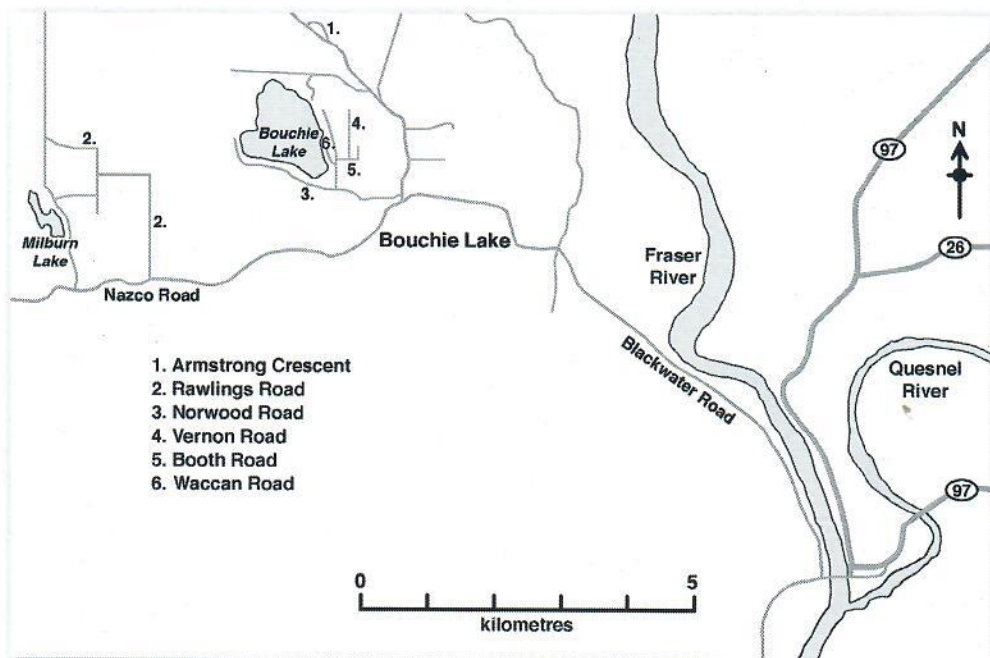 1.
2.
4.
Bouchie
Lake
6.
5.
3.
97
N
26
2.
Milburn
Lake
Bouchie Lake
Fraser
River
Nazco Road
Blackwater Road
Quesnel
River
1. Armstrong Crescent
2. Rawlings Road
3. Norwood Road
4. Vernon Road
5. Booth Road
6. Waccan Road
97
0
5
kilometres